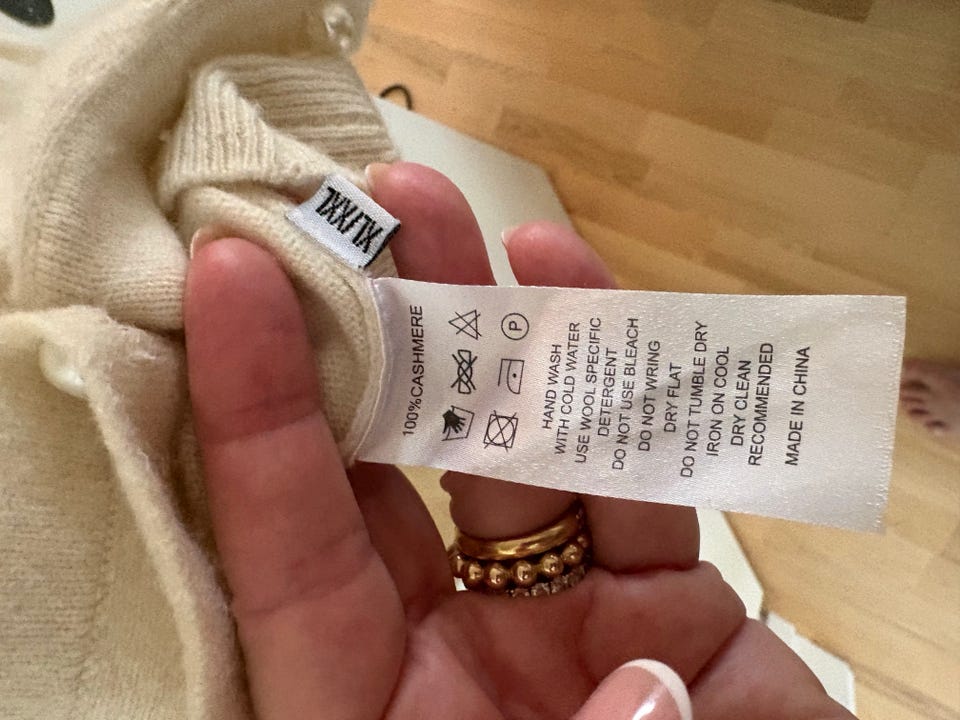 XL/XXL
100%CASHMERE
P
HAND WASH
WITH COLD WATER
USE WOOL SPECIFIC
DETERGENT
DO NOT USE BLEACH
DO NOT WRING
DRY FLAT
DO NOT TUMBLE DRY
IRON ON COOL
DRY CLEAN
RECOMMENDED
MADE IN CHINA